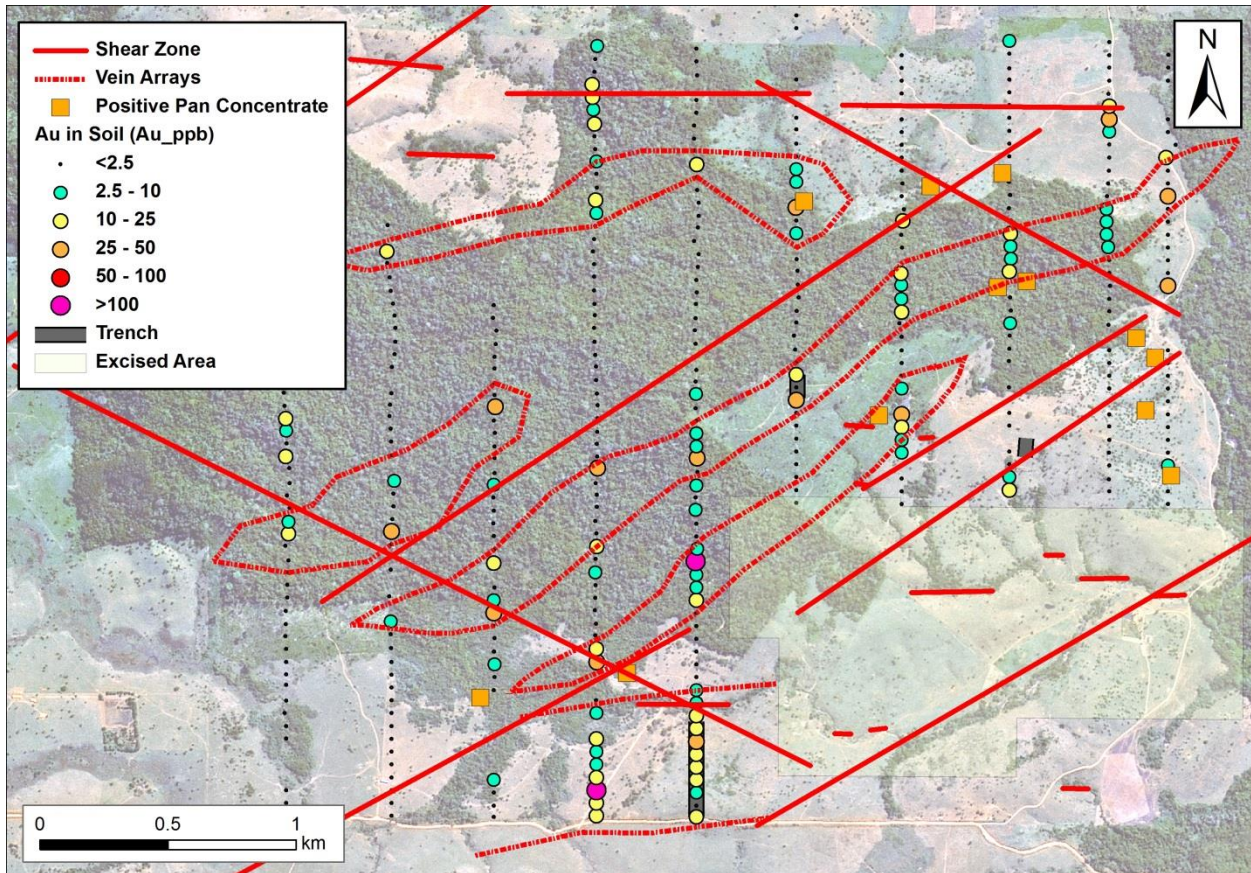 Shear Zone
Vein Arrays
Positive Pan Concentrate
Au in Soil (Au_ppb)
<2.5
2.5 - 10
10 - 25
25 - 50
50 - 100
>100
Trench
Excised Area
N
0 0.5 1
km